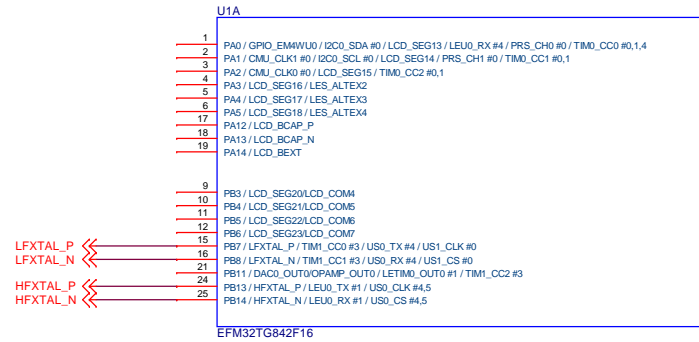 U1A
1 PA0 / GPIO_EM4WU0 / I2C0_SDA #0 / LCD_SEG13 / LEU0_RX #4 / PRS_CH0 #0 / TIM0_CC0 #0,1,4
2 PA1 / CMU_CLK1 #0 / I2C0_SCL #0 / LCD_SEG14 / PRS_CH1 #0 / TIM0_CC1 #0,1
3 PA2 / CMU_CLK0 #0 / LCD_SEG15 / TIM0_CC2 #0,1
4 PA3 / LCD_SEG16 / LES_ALTEX2
5 PA4 / LCD_SEG17 / LES_ALTEX3
6 PA5 / LCD_SEG18 / LES_ALTEX4
17 PA12 / LCD_BCAP_P
18 PA13 / LCD_BCAP_N
19 PA14 / LCD_BEXT
9 PB3 / LCD_SEG20/LCD_COM4
10 PB4 / LCD_SEG21/LCD_COM5
11 PB5 / LCD_SEG22/LCD_COM6
12 PB6 / LCD_SEG23/LCD_COM7
LFXTAL_P 15 PB7 / LFXTAL_P / TIM1_CC0 #3 / US0_TX #4 / US1_CLK #0
LFXTAL_N 16 PB8 / LFXTAL_N / TIM1_CC1 #3 / US0_RX #4 / US1_CS #0
21 PB11 / DAC0_OUT0/OPAMP_OUT0 / LETIM0_OUT0 #1 / TIM1_CC2 #3
HFXTAL_P 24 PB13 / HFXTAL_P / LEU0_TX #1 / US0_CLK #4,5
HFXTAL_N 25 PB14 / HFXTAL_N / LEU0_RX #1 / US0_CS #4,5
EFM32TG842F16